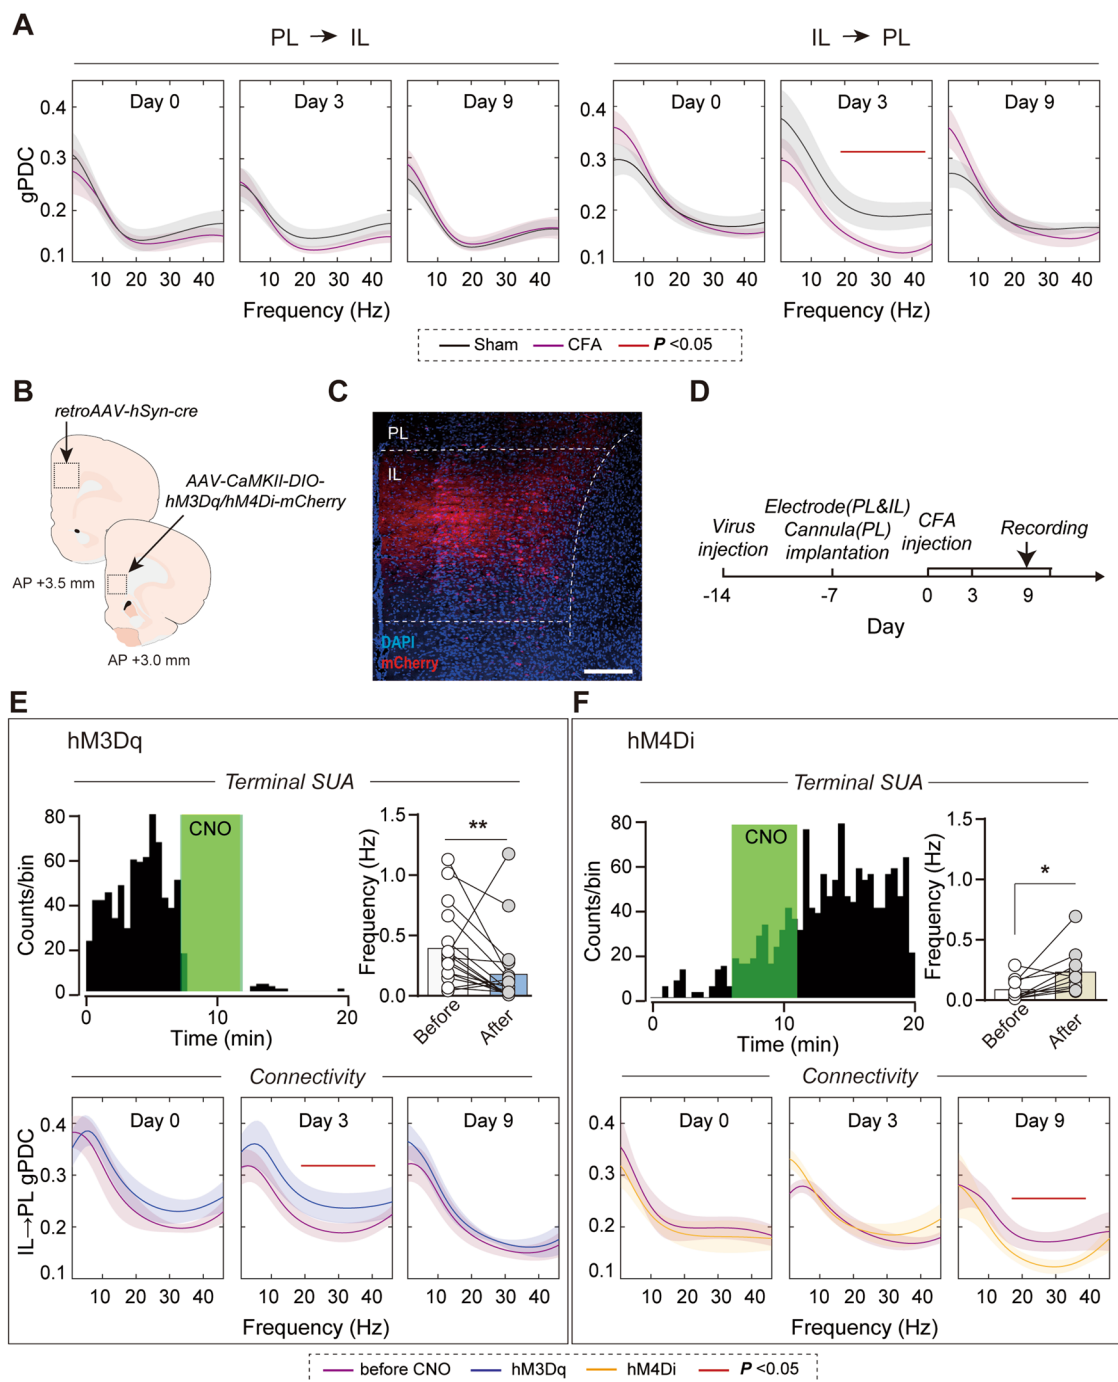 A
PL → IL
IL → PL
Day 0
Day 3
Day 9
Day 0
Day 3
Day 9
gPDC
0.4
0.3
0.2
0.1
0.4
0.3
0.2
0.1
10 20 30 40
10 20 30 40
10 20 30 40
10 20 30 40
10 20 30 40
10 20 30 40
Frequency (Hz)
Frequency (Hz)
Sham CFA P <0.05
B
retroAAV-hSyn-cre
AAV-CaMKII-DIO-
hM3Dq/hM4Di-mCherry
AP +3.5 mm
AP +3.0 mm
C
PL
IL
DAPI
mCherry
D
Virus
injection
Electrode(PL&IL)
Cannula(PL)
implantation
CFA
injection
Recording
-14 -7 0 3 9
Day
E
hM3Dq
Terminal SUA
Counts/bin
80
60
40
20
0
CNO
0 10 20
Time (min)
Frequency (Hz)
1.5
1.0
0.5
0.0
**
Before
After
Connectivity
IL→PL gPDC
0.4
0.3
0.2
0.1
Day 0
Day 3
Day 9
10 20 30 40
10 20 30 40
10 20 30 40
Frequency (Hz)
F
hM4Di
Terminal SUA
Counts/bin
80
60
40
20
0
CNO
0 10 20
Time (min)
Frequency (Hz)
1.5
1.0
0.5
0.0
*
Before
After
Connectivity
0.4
0.3
0.2
0.1
Day 0
Day 3
Day 9
10 20 30 40
10 20 30 40
10 20 30 40
Frequency (Hz)
before CNO hM3Dq hM4Di P <0.05